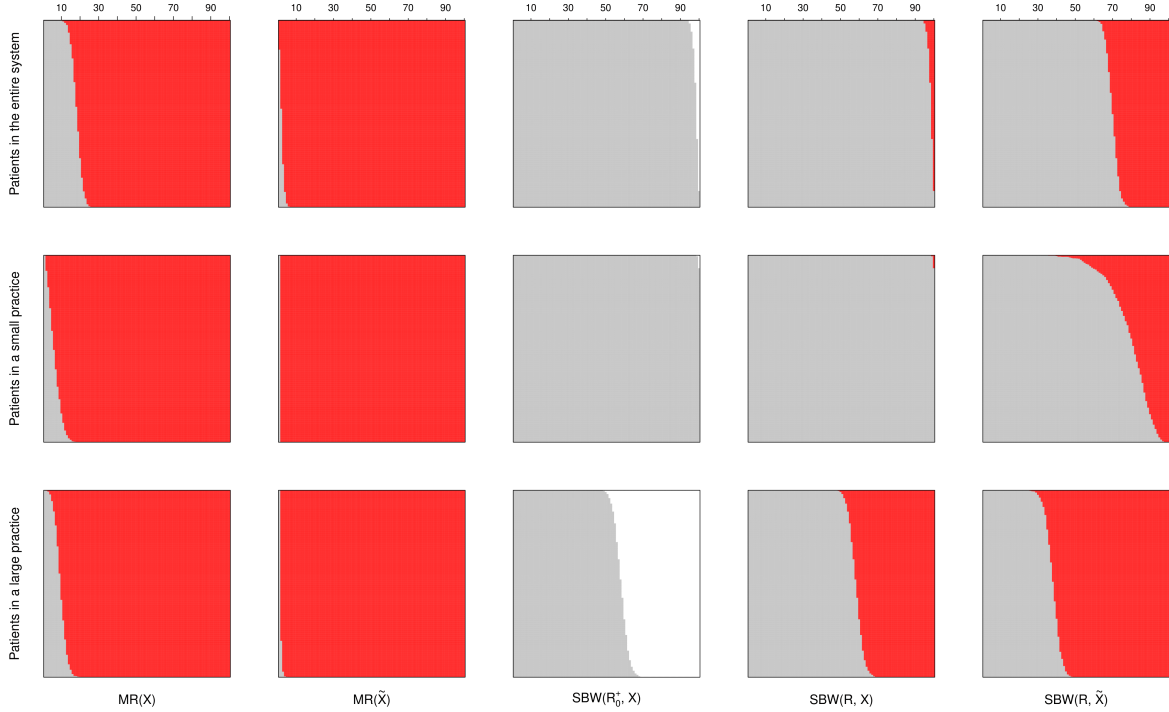 10 30 50 70 90
10 30 50 70 90
10 30 50 70 90
10 30 50 70 90
10 30 50 70 90
Patients in the entire system
Patients in a small practice
Patients in a large practice
MR(X)
MR(X̃)
SBW(R₀⁺, X)
SBW(R, X)
SBW(R, X̃)